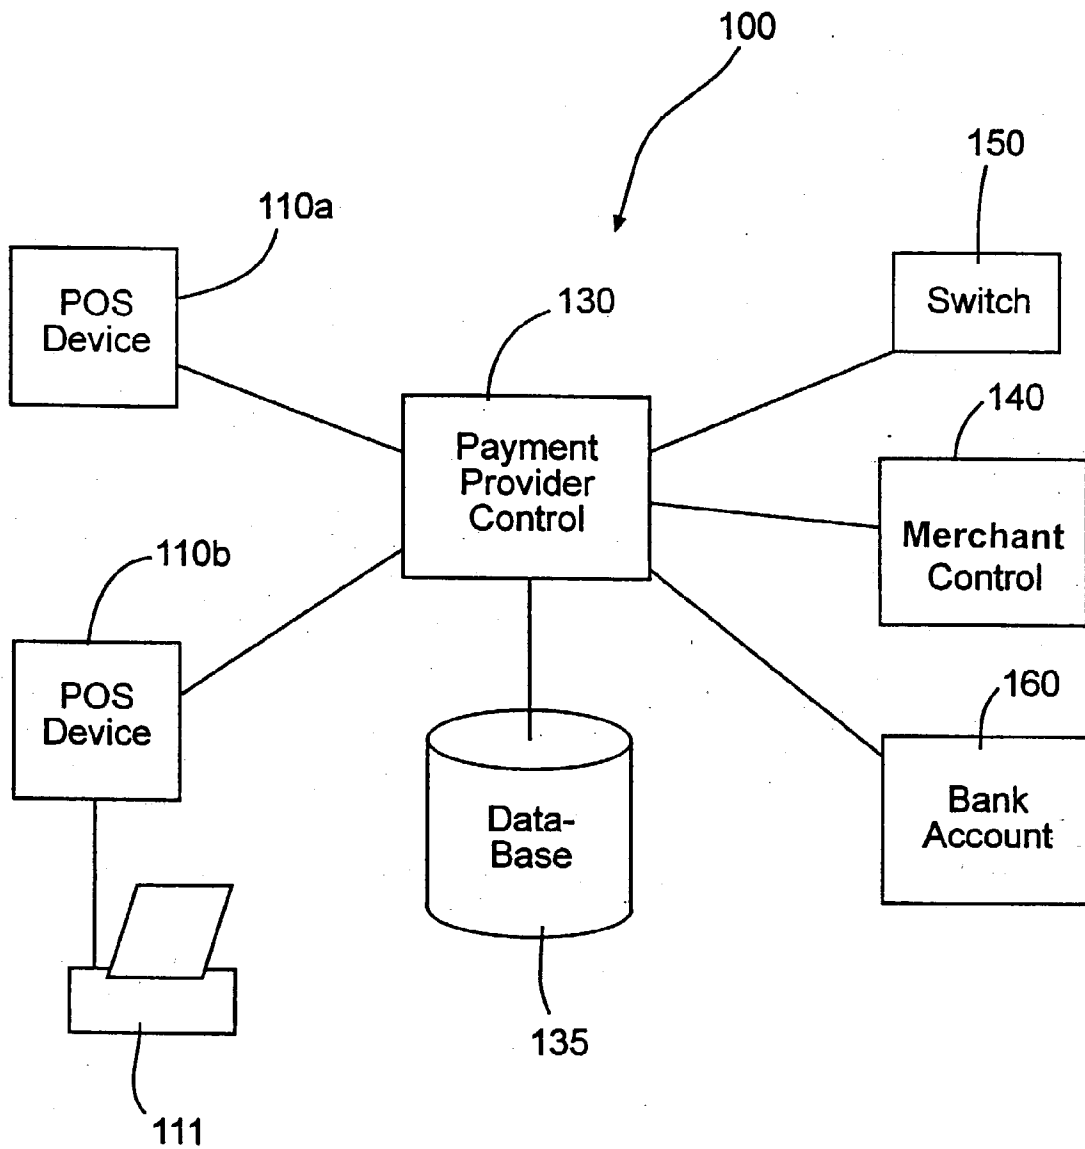 100
150
110a
POS
Device
130
Switch
140
Payment
Provider
Control
Merchant
Control
110b
POS
Device
160
Bank
Account
Data-
Base
135
111